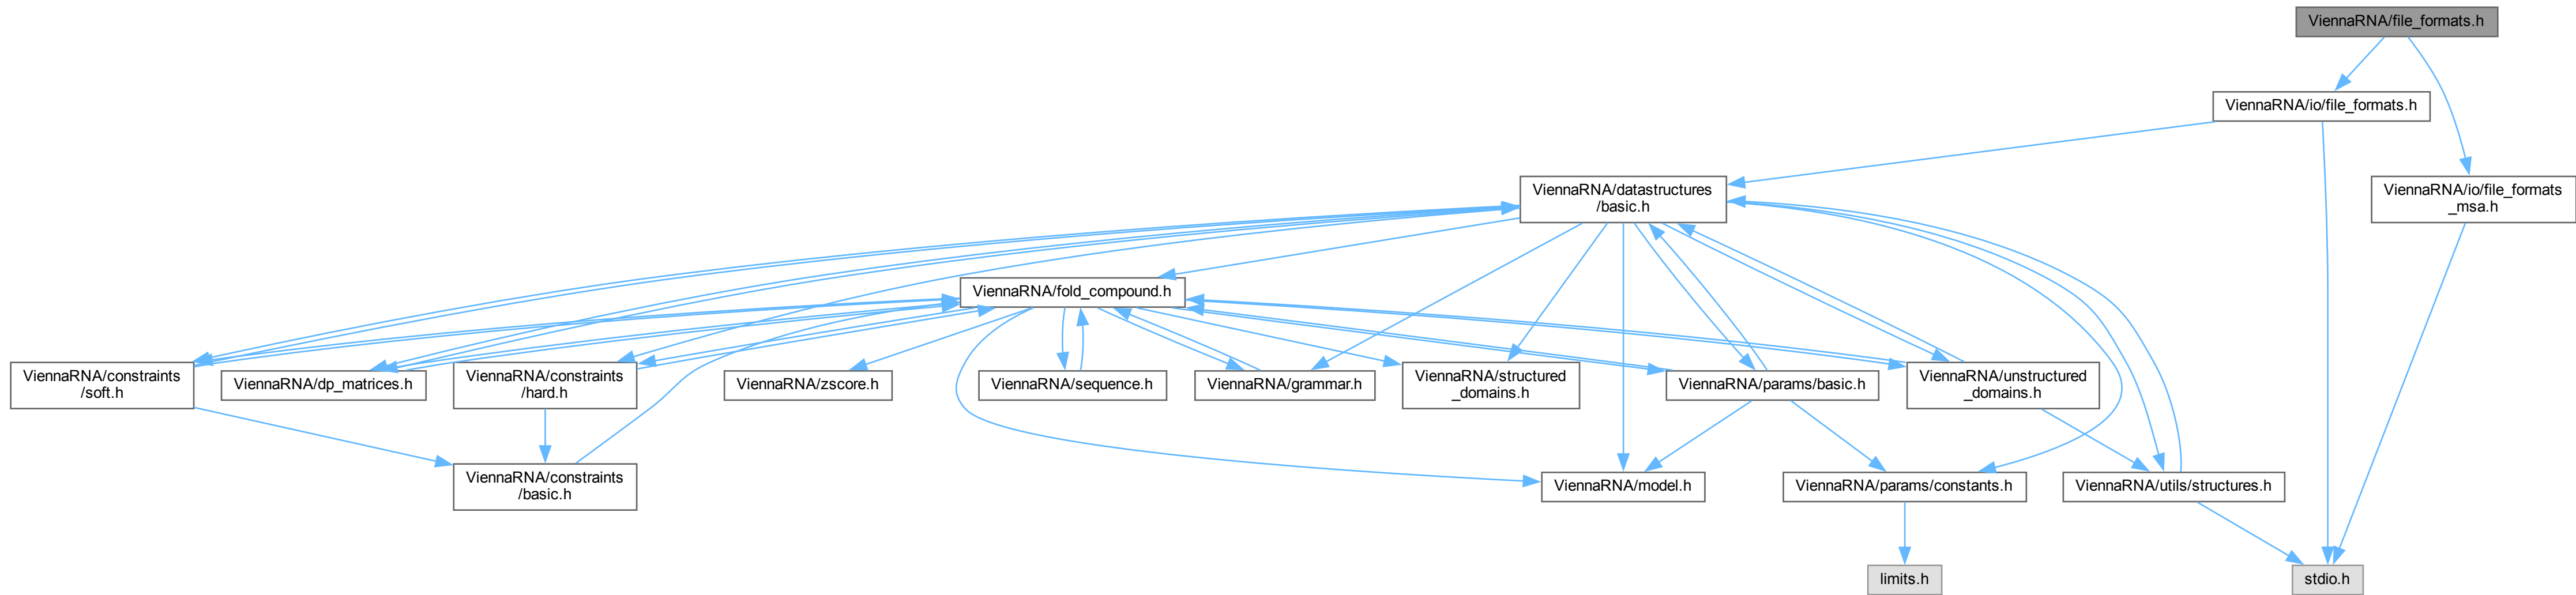 ViennaRNA/file_formats.h
ViennaRNA/io/file_formats.h
ViennaRNA/datastructures
/basic.h
ViennaRNA/io/file_formats
_msa.h
ViennaRNA/fold_compound.h
ViennaRNA/constraints
/soft.h
ViennaRNA/dp_matrices.h
ViennaRNA/constraints
/hard.h
ViennaRNA/zscore.h
ViennaRNA/sequence.h
ViennaRNA/grammar.h
ViennaRNA/structured
_domains.h
ViennaRNA/params/basic.h
ViennaRNA/unstructured
_domains.h
ViennaRNA/constraints
/basic.h
ViennaRNA/model.h
ViennaRNA/params/constants.h
ViennaRNA/utils/structures.h
limits.h
stdio.h